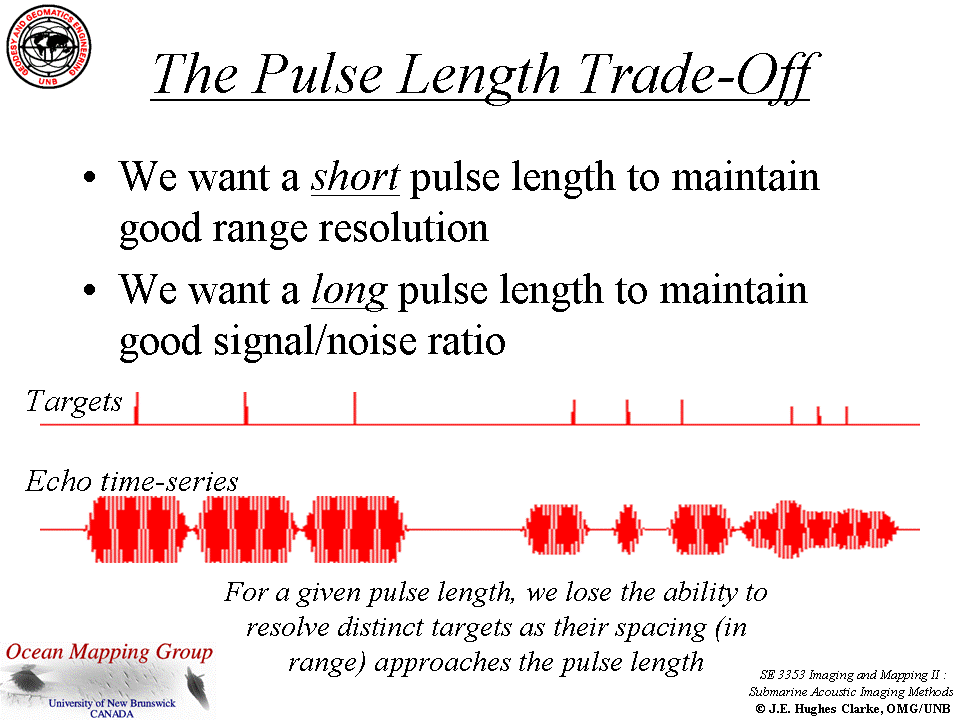 GEODESY AND GEOMATICS ENGINEERING
UNB
The Pulse Length Trade-Off
• We want a short pulse length to maintain
good range resolution
• We want a long pulse length to maintain
good signal/noise ratio
Targets
Echo time-series
For a given pulse length, we lose the ability to
resolve distinct targets as their spacing (in
range) approaches the pulse length
Ocean Mapping Group
University of New Brunswick
CANADA
SE 3353 Imaging and Mapping II :
Submarine Acoustic Imaging Methods
© J.E. Hughes Clarke, OMG/UNB